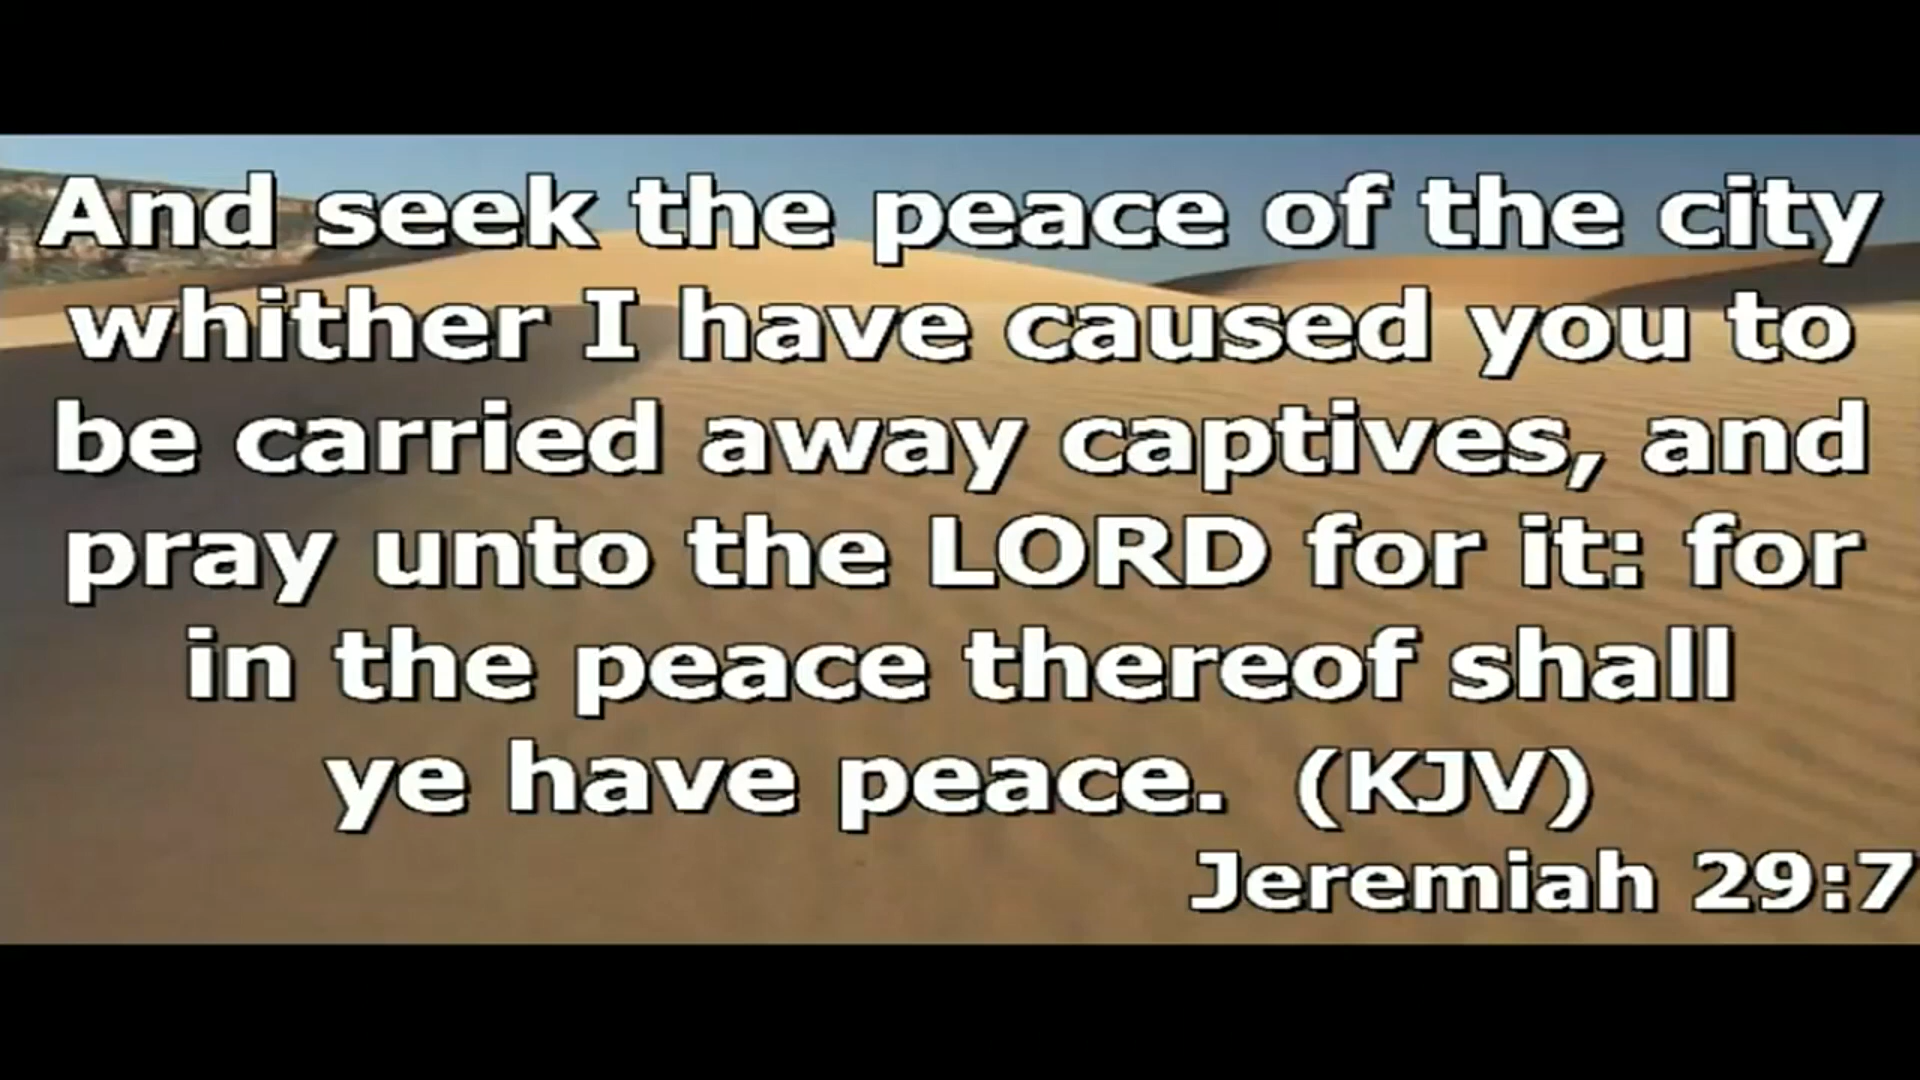 And seek the peace of the city
whither I have caused you to
be carried away captives, and
pray unto the LORD for it: for
in the peace thereof shall
ye have peace.  (KJV)
Jeremiah 29:7